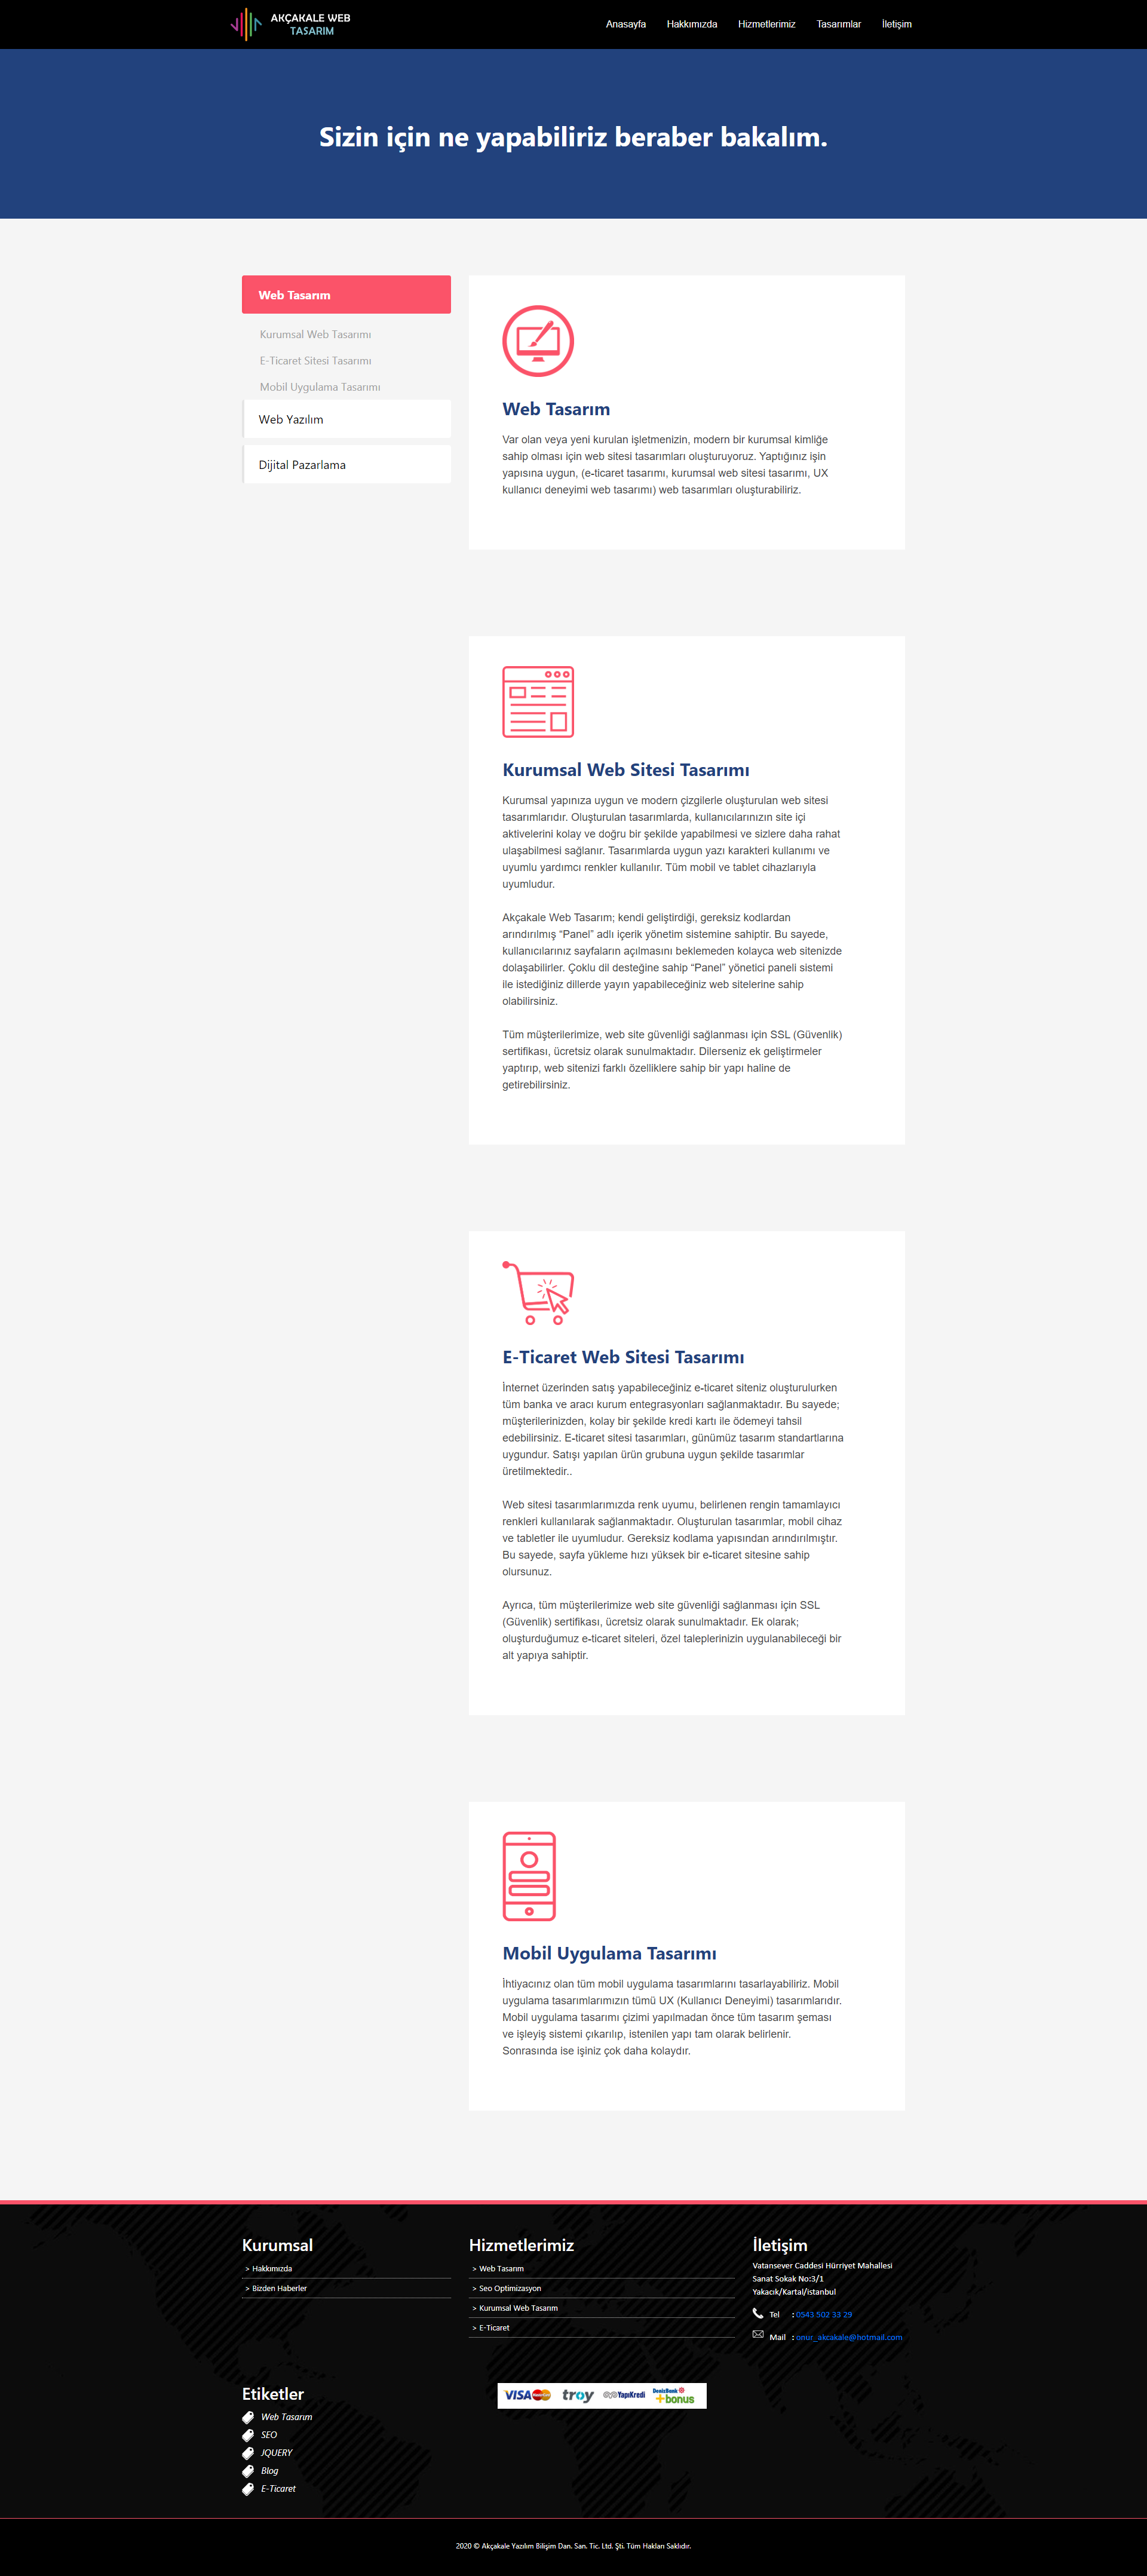 AKÇAKALE WEB
TASARIM
Anasayfa Hakkımızda Hizmetlerimiz Tasarımlar İletişim
Sizin için ne yapabiliriz beraber bakalım.
Web Tasarım
Kurumsal Web Tasarımı
E-Ticaret Sitesi Tasarımı
Mobil Uygulama Tasarımı
Web Yazılım
Dijital Pazarlama
Web Tasarım
Var olan veya yeni kurulan işletmenizin, modern bir kurumsal kimliğe
sahip olması için web sitesi tasarımları oluşturuyoruz. Yaptığınız işin
yapısına uygun, (e-ticaret tasarımı, kurumsal web sitesi tasarımı, UX
kullanıcı deneyimi web tasarımı) web tasarımları oluşturabiliriz.
Kurumsal Web Sitesi Tasarımı
Kurumsal yapınıza uygun ve modern çizgilerle oluşturulan web sitesi
tasarımlarıdır. Oluşturulan tasarımlarda, kullanıcılarınızın site içi
aktivelerini kolay ve doğru bir şekilde yapabilmesi ve sizlere daha rahat
ulaşabilmesi sağlanır. Tasarımlarda uygun yazı karakteri kullanımı ve
uyumlu yardımcı renkler kullanılır. Tüm mobil ve tablet cihazlarıyla
uyumludur.
Akçakale Web Tasarım; kendi geliştirdiği, gereksiz kodlardan
arındırılmış “Panel” adlı içerik yönetim sistemine sahiptir. Bu sayede,
kullanıcılarınız sayfaların açılmasını beklemeden kolayca web sitenizde
dolaşabilirler. Çoklu dil desteğine sahip “Panel” yönetici paneli sistemi
ile istediğiniz dillerde yayın yapabileceğiniz web sitelerine sahip
olabilirsiniz.
Tüm müşterilerimize, web site güvenliği sağlanması için SSL (Güvenlik)
sertifikası, ücretsiz olarak sunulmaktadır. Dilerseniz ek geliştirmeler
yaptırıp, web sitenizi farklı özelliklere sahip bir yapı haline de
getirebilirsiniz.
E-Ticaret Web Sitesi Tasarımı
İnternet üzerinden satış yapabileceğiniz e-ticaret siteniz oluşturulurken
tüm banka ve aracı kurum entegrasyonları sağlanmaktadır. Bu sayede;
müşterilerinizden, kolay bir şekilde kredi kartı ile ödemeyi tahsil
edebilirsiniz. E-ticaret sitesi tasarımları, günümüz tasarım standartlarına
uygundur. Satışı yapılan ürün grubuna uygun şekilde tasarımlar
üretilmektedir..
Web sitesi tasarımlarımızda renk uyumu, belirlenen rengin tamamlayıcı
renkleri kullanılarak sağlanmaktadır. Oluşturulan tasarımlar, mobil cihaz
ve tabletler ile uyumludur. Gereksiz kodlama yapısından arındırılmıştır.
Bu sayede, sayfa yükleme hızı yüksek bir e-ticaret sitesine sahip
olursunuz.
Ayrıca, tüm müşterilerimize web site güvenliği sağlanması için SSL
(Güvenlik) sertifikası, ücretsiz olarak sunulmaktadır. Ek olarak;
oluşturduğumuz e-ticaret siteleri, özel taleplerinizin uygulanabileceği bir
alt yapıya sahiptir.
Mobil Uygulama Tasarımı
İhtiyacınız olan tüm mobil uygulama tasarımlarını tasarlayabiliriz. Mobil
uygulama tasarımlarımızın tümü UX (Kullanıcı Deneyimi) tasarımlarıdır.
Mobil uygulama tasarımı çizimi yapılmadan önce tüm tasarım şeması
ve işleyiş sistemi çıkarılıp, istenilen yapı tam olarak belirlenir.
Sonrasında ise işiniz çok daha kolaydır.
Kurumsal
> Hakkımızda
> Bizden Haberler
Hizmetlerimiz
> Web Tasarım
> Seo Optimizasyon
> Kurumsal Web Tasarım
> E-Ticaret
İletişim
Vatansever Caddesi Hürriyet Mahallesi
Sanat Sokak No:3/1
Yakacık/Kartal/istanbul
Tel : 0543 502 33 29
Mail : onur_akcakale@hotmail.com
Etiketler
Web Tasarım
SEO
JQUERY
Blog
E-Ticaret
VISA troy YapıKredi DenizBank bonus
2020 © Akçakale Yazılım Bilişim Dan. San. Tic. Ltd. Şti. Tüm Hakları Saklıdır.